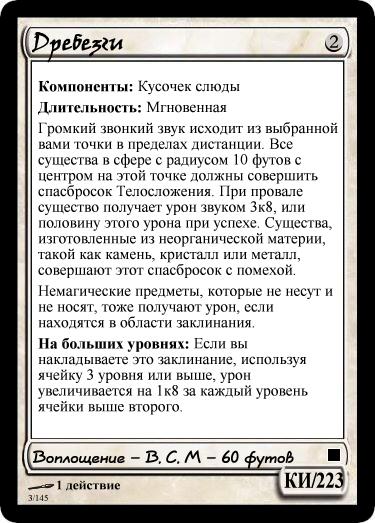 Дребезги
2
Компоненты: Кусочек слюды
Длительность: Мгновенная
Громкий звонкий звук исходит из выбранной
вами точки в пределах дистанции. Все
существа в сфере с радиусом 10 футов с
центром на этой точке должны совершить
спасбросок Телосложения. При провале
существо получает урон звуком 3к8, или
половину этого урона при успехе. Существа,
изготовленные из неорганической материи,
такой как камень, кристалл или металл,
совершают этот спасбросок с помехой.
Немагические предметы, которые не несут и
не носят, тоже получают урон, если
находятся в области заклинания.
На больших уровнях: Если вы
накладываете это заклинание, используя
ячейку 3 уровня или выше, урон
увеличивается на 1к8 за каждый уровень
ячейки выше второго.
Воплощение – В, С, М – 60 футов
КИ/223
1 действие
3/145